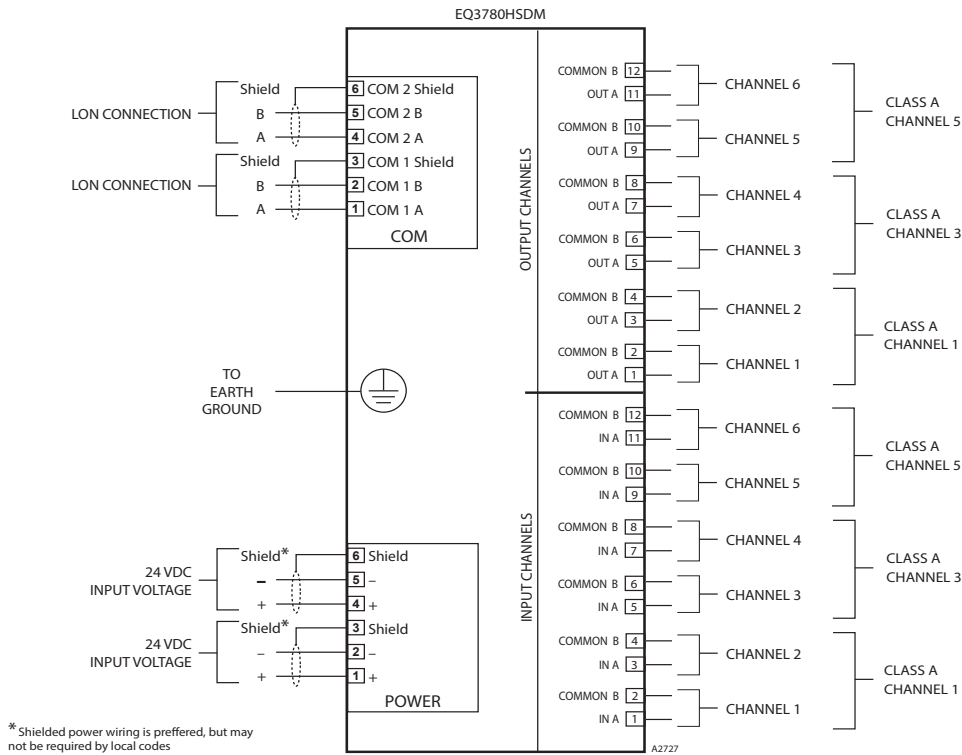 EQ3780HSDM
LON CONNECTION
Shield
B
A
6 COM 2 Shield
5 COM 2 B
4 COM 2 A
LON CONNECTION
Shield
B
A
3 COM 1 Shield
2 COM 1 B
1 COM 1 A
COM
TO
EARTH
GROUND
24 VDC
INPUT VOLTAGE
Shield*
–
+
6 Shield
5 –
4 +
24 VDC
INPUT VOLTAGE
Shield*
–
+
3 Shield
2 –
1 +
POWER
* Shielded power wiring is preffered, but may
not be required by local codes
OUTPUT CHANNELS
COMMON B 12
OUT A 11
CHANNEL 6
COMMON B 10
OUT A 9
CHANNEL 5
CLASS A
CHANNEL 5
COMMON B 8
OUT A 7
CHANNEL 4
COMMON B 6
OUT A 5
CHANNEL 3
CLASS A
CHANNEL 3
COMMON B 4
OUT A 3
CHANNEL 2
COMMON B 2
OUT A 1
CHANNEL 1
CLASS A
CHANNEL 1
INPUT CHANNELS
COMMON B 12
IN A 11
CHANNEL 6
COMMON B 10
IN A 9
CHANNEL 5
CLASS A
CHANNEL 5
COMMON B 8
IN A 7
CHANNEL 4
COMMON B 6
IN A 5
CHANNEL 3
CLASS A
CHANNEL 3
COMMON B 4
IN A 3
CHANNEL 2
COMMON B 2
IN A 1
CHANNEL 1
CLASS A
CHANNEL 1
A2727